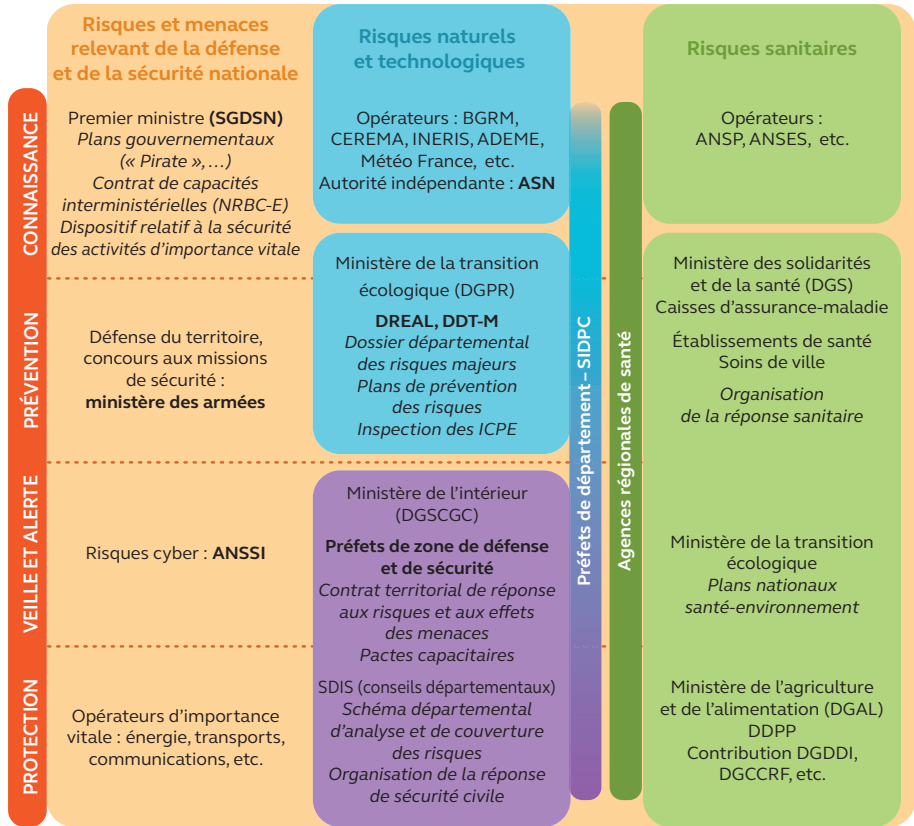 Risques et menaces
relevant de la défense
et de la sécurité nationale
Risques naturels
et technologiques
Risques sanitaires
CONNAISSANCE
PRÉVENTION
VEILLE ET ALERTE
PROTECTION
Premier ministre (SGDSN)
Plans gouvernementaux
(« Pirate »,…)
Contrat de capacités
interministérielles (NRBC-E)
Dispositif relatif à la sécurité
des activités d’importance vitale
Défense du territoire,
concours aux missions
de sécurité :
ministère des armées
Risques cyber : ANSSI
Opérateurs d’importance
vitale : énergie, transports,
communications, etc.
Opérateurs : BGRM,
CEREMA, INERIS, ADEME,
Météo France, etc.
Autorité indépendante : ASN
Ministère de la transition
écologique (DGPR)
DREAL, DDT-M
Dossier départemental
des risques majeurs
Plans de prévention
des risques
Inspection des ICPE
Ministère de l’intérieur
(DGSCGC)
Préfets de zone de défense
et de sécurité
Contrat territorial de réponse
aux risques et aux effets
des menaces
Pactes capacitaires
SDIS (conseils départementaux)
Schéma départemental
d’analyse et de couverture
des risques
Organisation de la réponse
de sécurité civile
Préfets de département – SIDPC
Agences régionales de santé
Opérateurs :
ANSP, ANSES, etc.
Ministère des solidarités
et de la santé (DGS)
Caisses d’assurance-maladie
Établissements de santé
Soins de ville
Organisation
de la réponse sanitaire
Ministère de la transition
écologique
Plans nationaux
santé-environnement
Ministère de l’agriculture
et de l’alimentation (DGAL)
DDPP
Contribution DGDDI,
DGCCRF, etc.